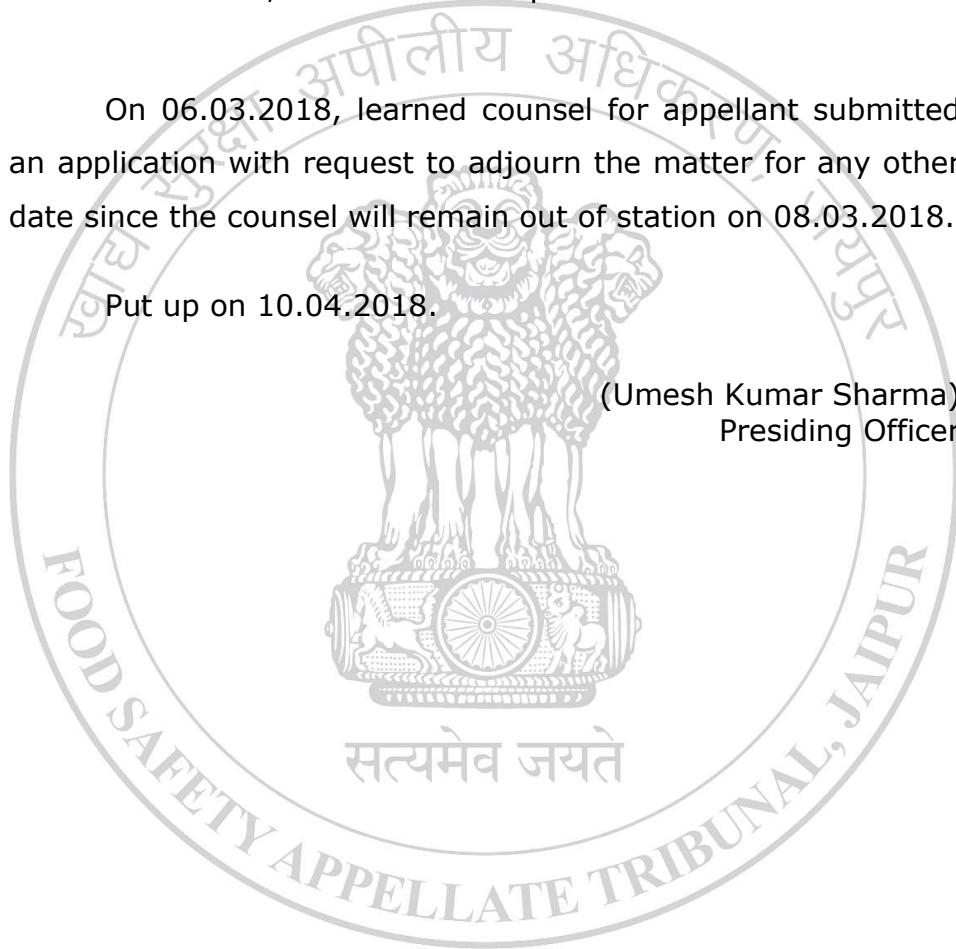 खाद्य सुरक्षा अपीलीय अधिकरण, जयपुर
On 06.03.2018, learned counsel for appellant submitted
an application with request to adjourn the matter for any other
date since the counsel will remain out of station on 08.03.2018.
Put up on 10.04.2018.
(Umesh Kumar Sharma)
Presiding Officer
सत्यमेव जयते
FOOD SAFETY APPELLATE TRIBUNAL, JAIPUR